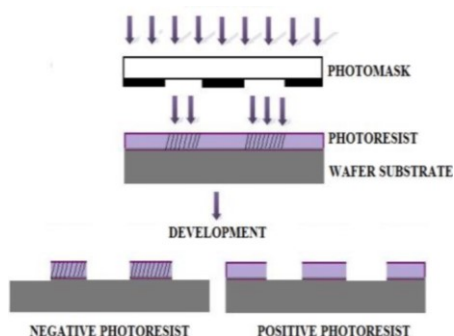 PHOTOMASK
PHOTORESIST
WAFER SUBSTRATE
DEVELOPMENT
NEGATIVE PHOTORESIST
POSITIVE PHOTORESIST